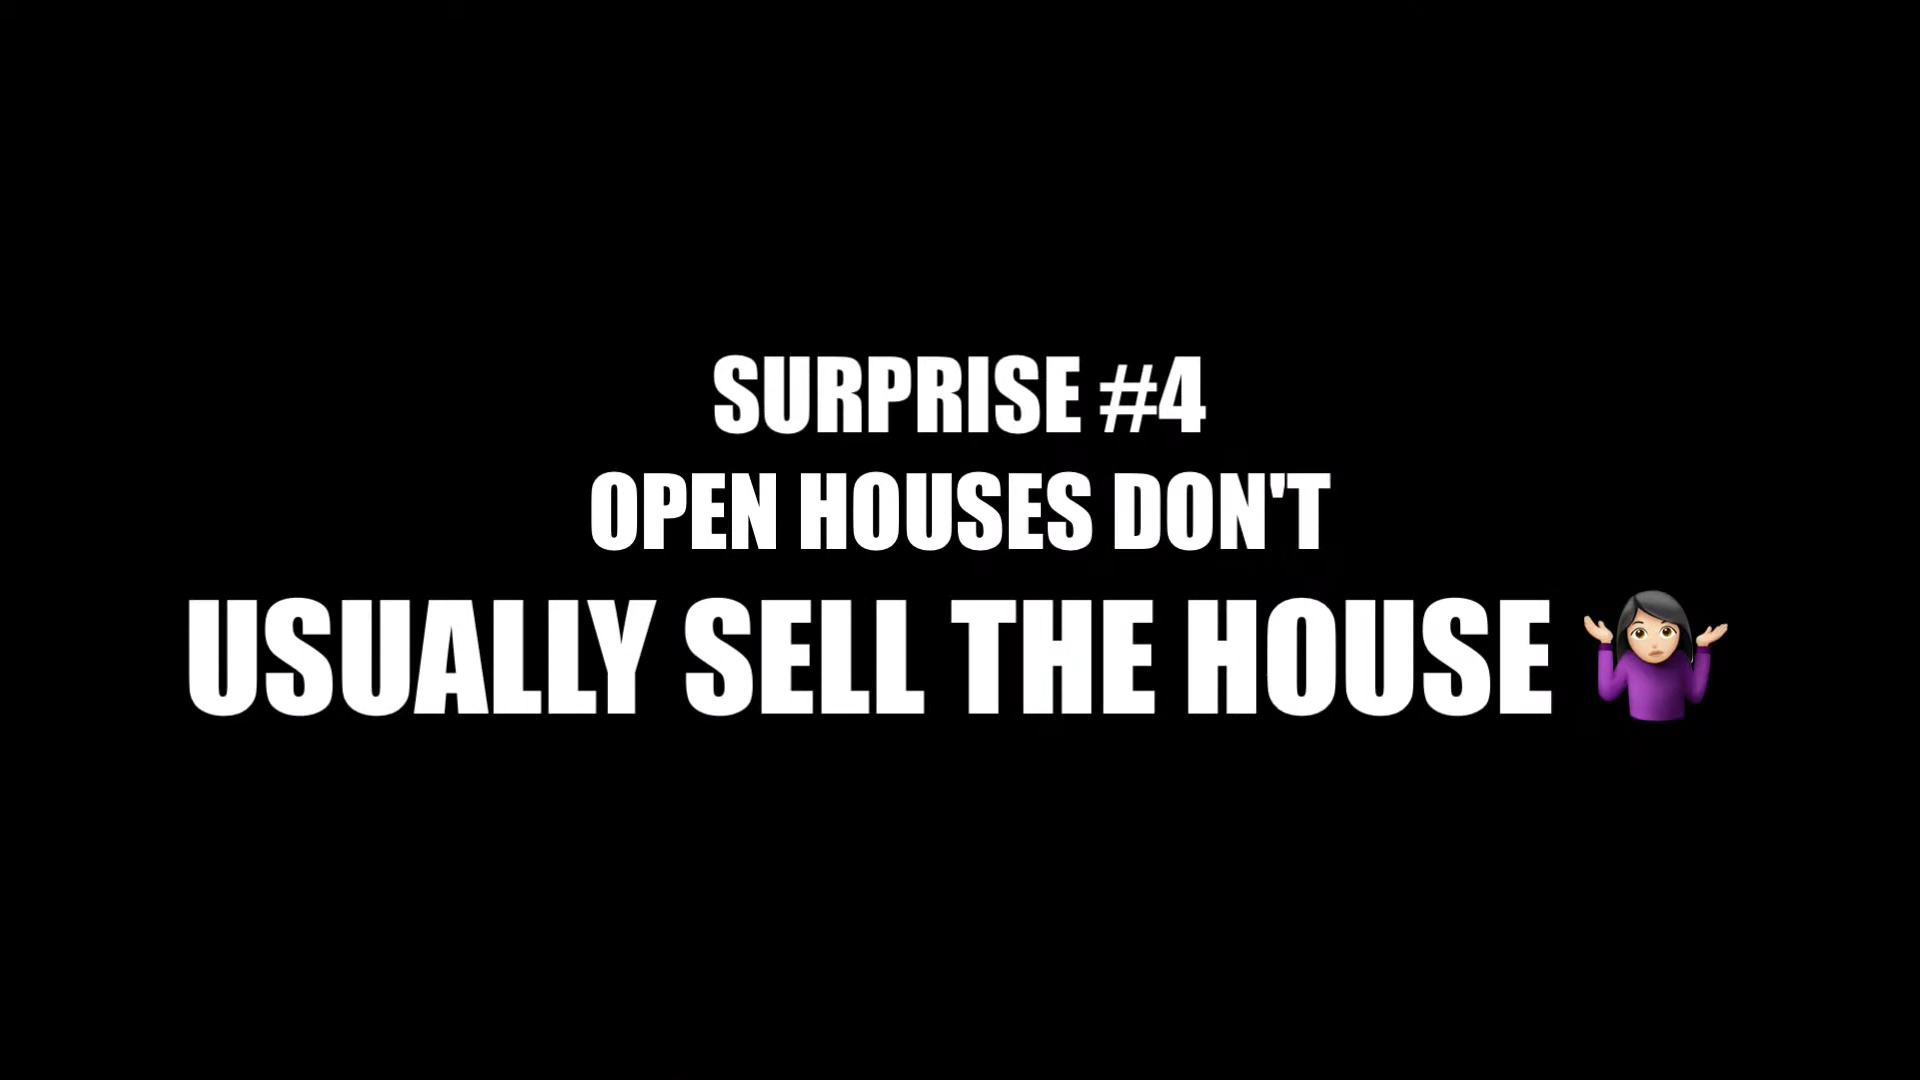 SURPRISE #4
OPEN HOUSES DON'T
USUALLY SELL THE HOUSE 🤷🏻‍♀️